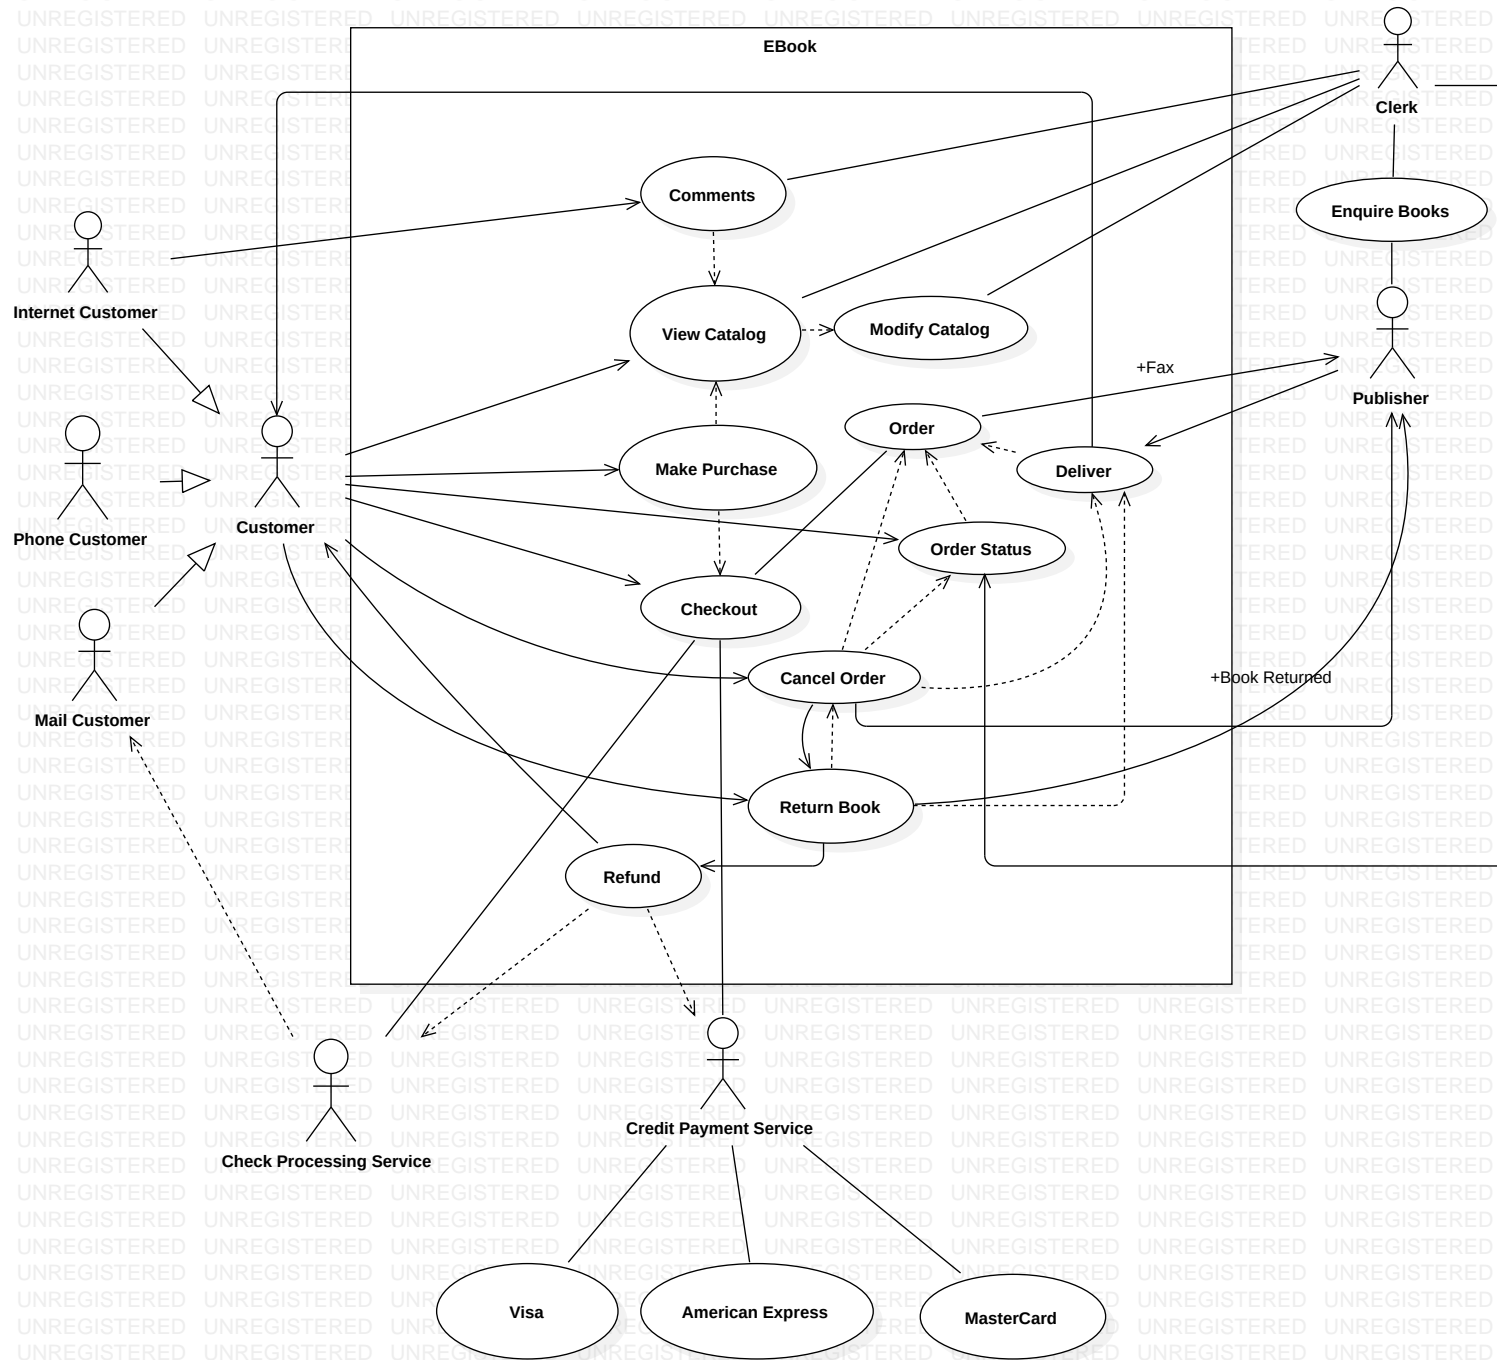 EBook
Clerk
Comments
Enquire Books
Internet Customer
View Catalog
Modify Catalog
+Fax
Publisher
Order
Make Purchase
Deliver
Customer
Phone Customer
Order Status
Checkout
Cancel Order
+Book Returned
Mail Customer
Return Book
Refund
Credit Payment Service
Check Processing Service
Visa
American Express
MasterCard
UNREGISTERED